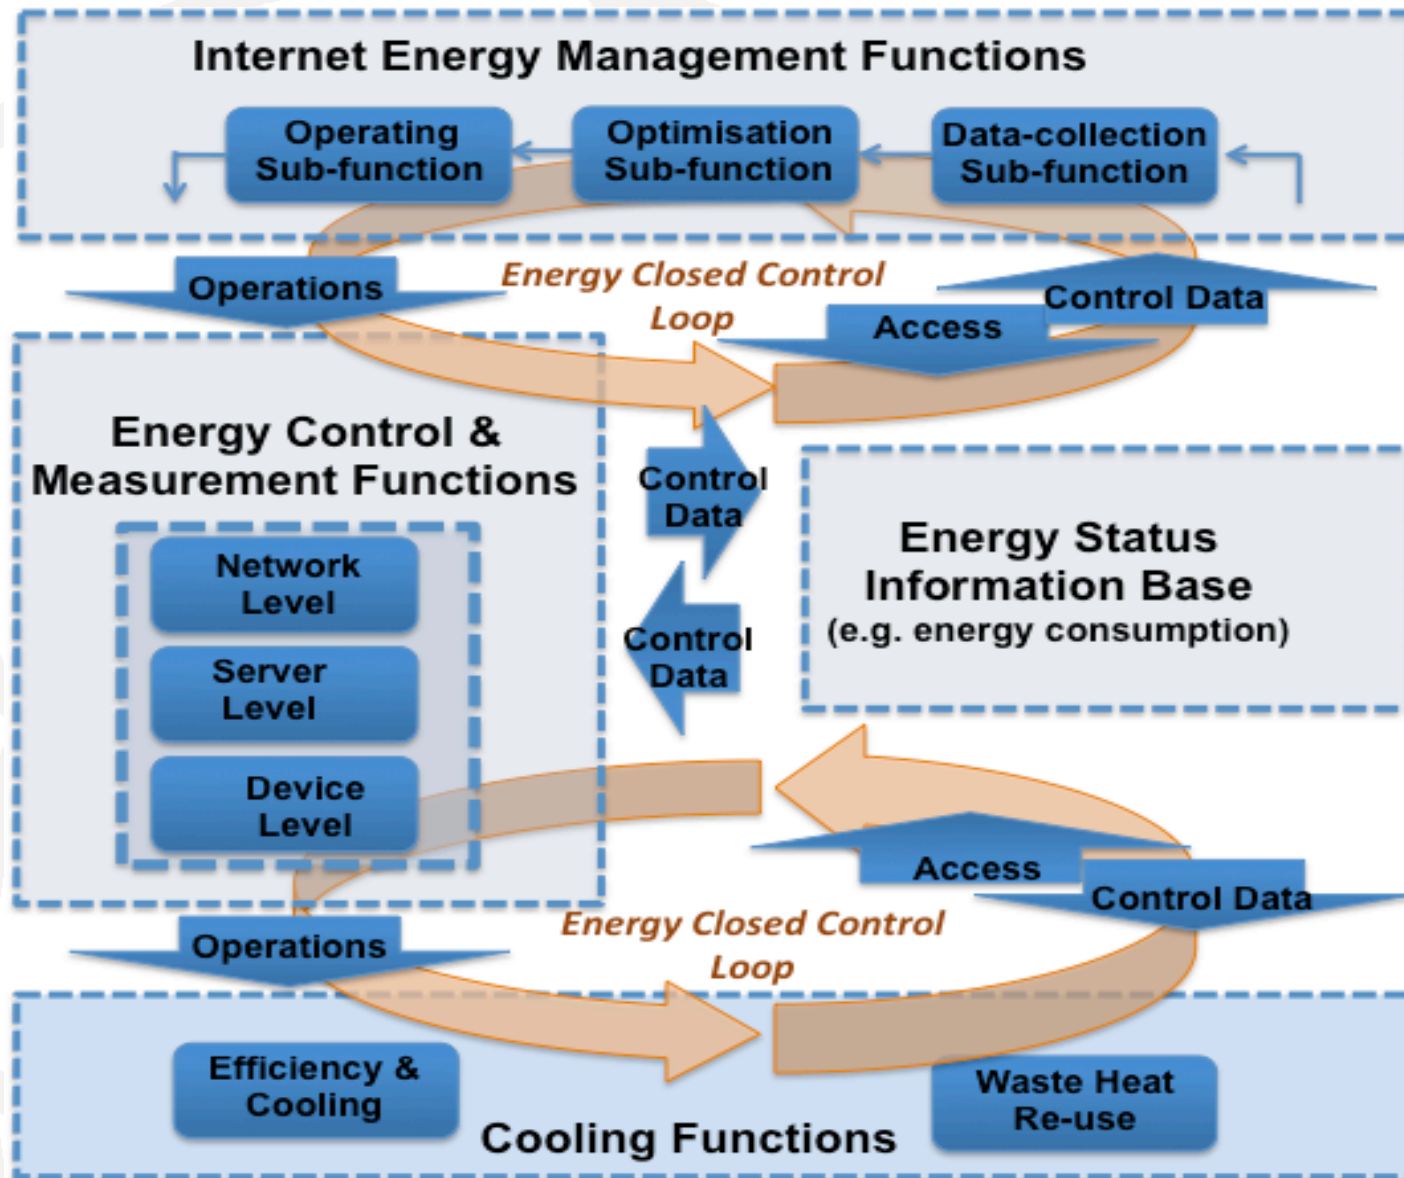 Internet Energy Management Functions
Operating
Sub-function
Optimisation
Sub-function
Data-collection
Sub-function
Operations
Energy Closed Control
Loop
Access
Control Data
Energy Control &
Measurement Functions
Network
Level
Server
Level
Device
Level
Control
Data
Control
Data
Energy Status
Information Base
(e.g. energy consumption)
Access
Control Data
Operations
Energy Closed Control
Loop
Efficiency &
Cooling
Waste Heat
Re-use
Cooling Functions